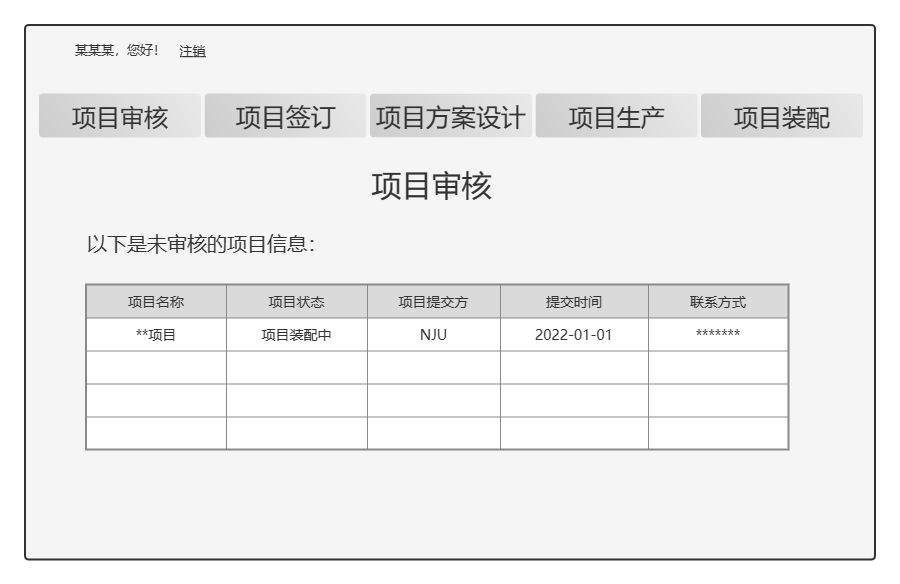 某某某，您好！ 注销
项目审核 项目签订 项目方案设计 项目生产 项目装配
项目审核
以下是未审核的项目信息：
项目名称 项目状态 项目提交方 提交时间 联系方式
**项目 项目装配中 NJU 2022-01-01 *******